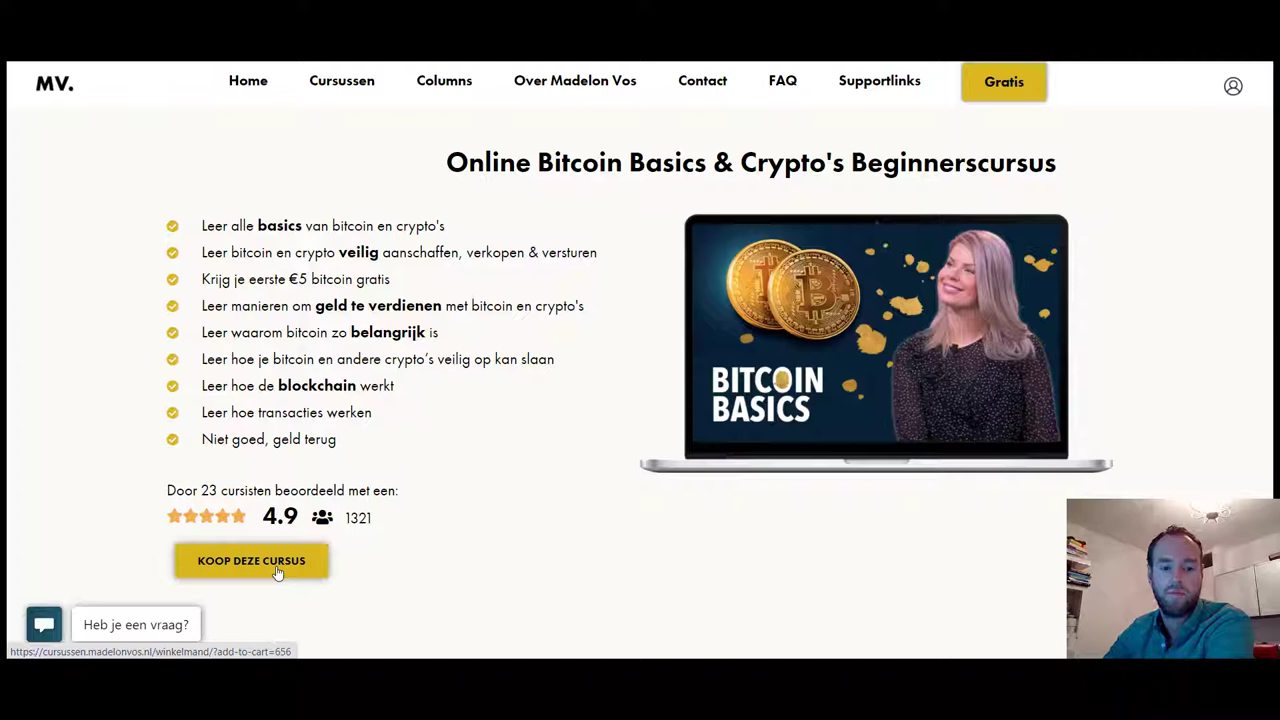 MV.
Home Cursussen Columns Over Madelon Vos Contact FAQ Supportlinks Gratis
Online Bitcoin Basics & Crypto's Beginnerscursus
Leer alle basics van bitcoin en crypto's
Leer bitcoin en crypto veilig aanschaffen, verkopen & versturen
Krijg je eerste €5 bitcoin gratis
Leer manieren om geld te verdienen met bitcoin en crypto's
Leer waarom bitcoin zo belangrijk is
Leer hoe je bitcoin en andere crypto’s veilig op kan slaan
Leer hoe de blockchain werkt
Leer hoe transacties werken
Niet goed, geld terug
BITCOIN
BASICS
Door 23 cursisten beoordeeld met een:
4.9 1321
KOOP DEZE CURSUS
Heb je een vraag?
https://cursussen.madelonvos.nl/winkelmand/?add-to-cart=656